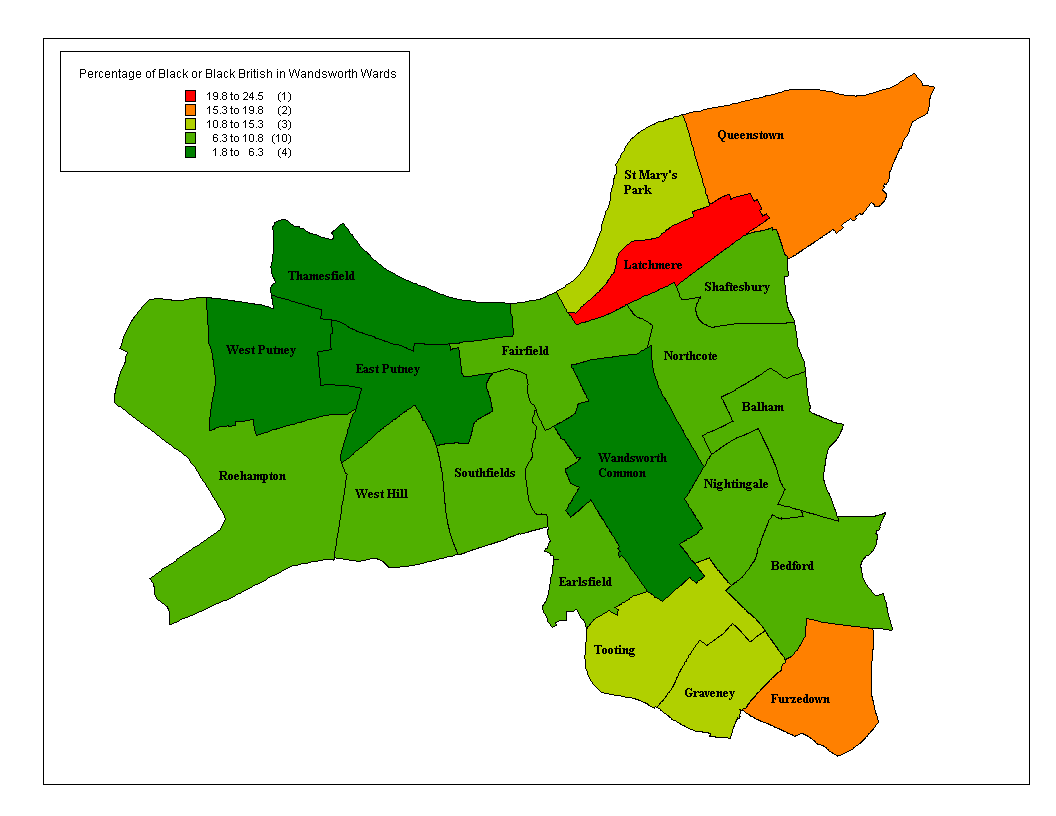 Percentage of Black or Black British in Wandsworth Wards
19.8 to 24.5 (1)
15.3 to 19.8 (2)
10.8 to 15.3 (3)
6.3 to 10.8 (10)
1.8 to 6.3 (4)
Queenstown
St Mary's
Park
Latchmere
Thamesfield
Shaftesbury
West Putney
Fairfield
Northcote
East Putney
Balham
Wandsworth
Common
Roehampton
Southfields
Nightingale
West Hill
Bedford
Earlsfield
Tooting
Graveney
Furzedown